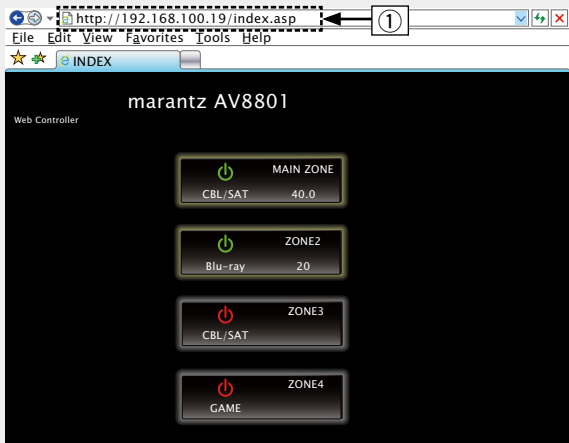 http://192.168.100.19/index.asp
①
File Edit View Favorites Tools Help
INDEX
marantz AV8801
Web Controller
MAIN ZONE
CBL/SAT 40.0
ZONE2
Blu-ray 20
ZONE3
CBL/SAT
ZONE4
GAME